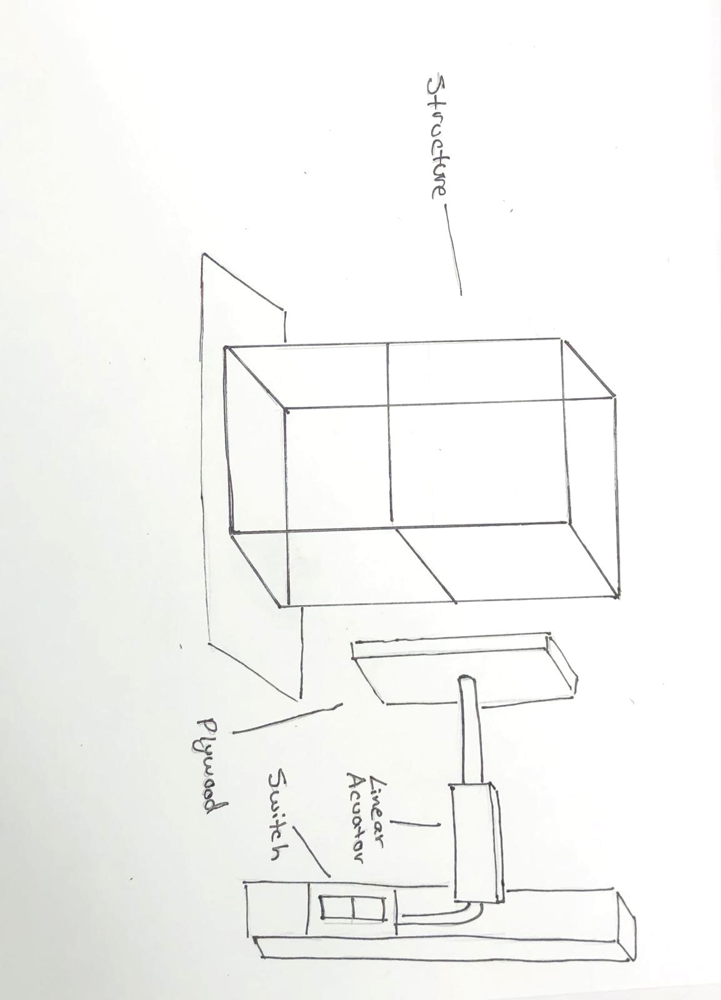 Structure
Plywood
Switch
Linear
Acuator